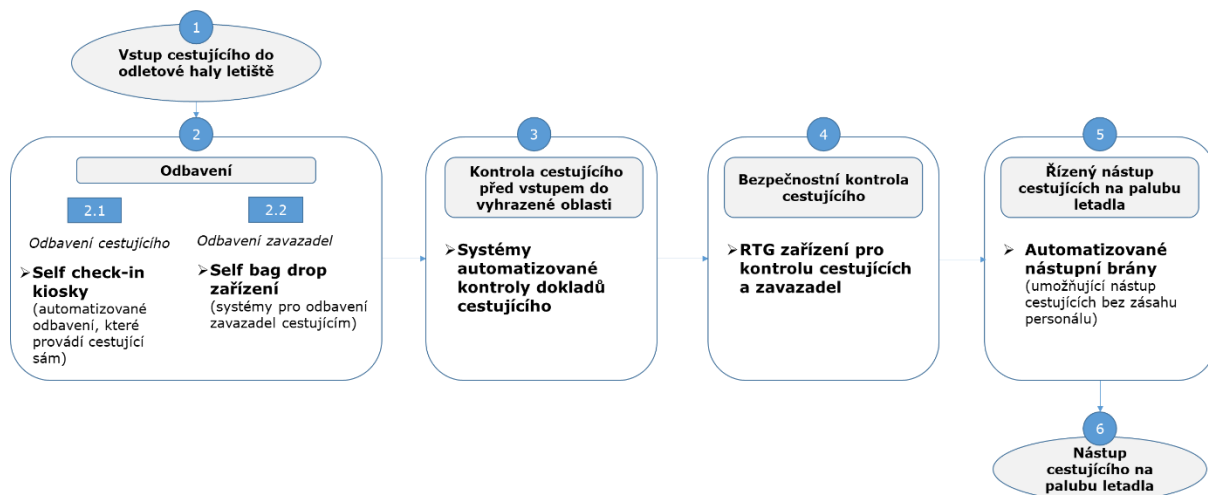 1
Vstup cestujícího do
odletové haly letiště
2
Odbavení
2.1
Odbavení cestujícího
➢Self check-in
kiosky
(automatizované
odbavení, které
provádí cestující
sám)
2.2
Odbavení zavazadel
➢Self bag drop
zařízení
(systémy pro odbavení
zavazadel cestujícím)
3
Kontrola cestujícího
před vstupem do
vyhrazené oblasti
➢Systémy
automatizované
kontroly dokladů
cestujícího
4
Bezpečnostní kontrola
cestujícího
➢RTG zařízení pro
kontrolu cestujících
a zavazadel
5
Řízený nástup
cestujících na palubu
letadla
➢Automatizované
nástupní brány
(umožňující nástup
cestujících bez zásahu
personálu)
6
Nástup
cestujícího na
palubu letadla